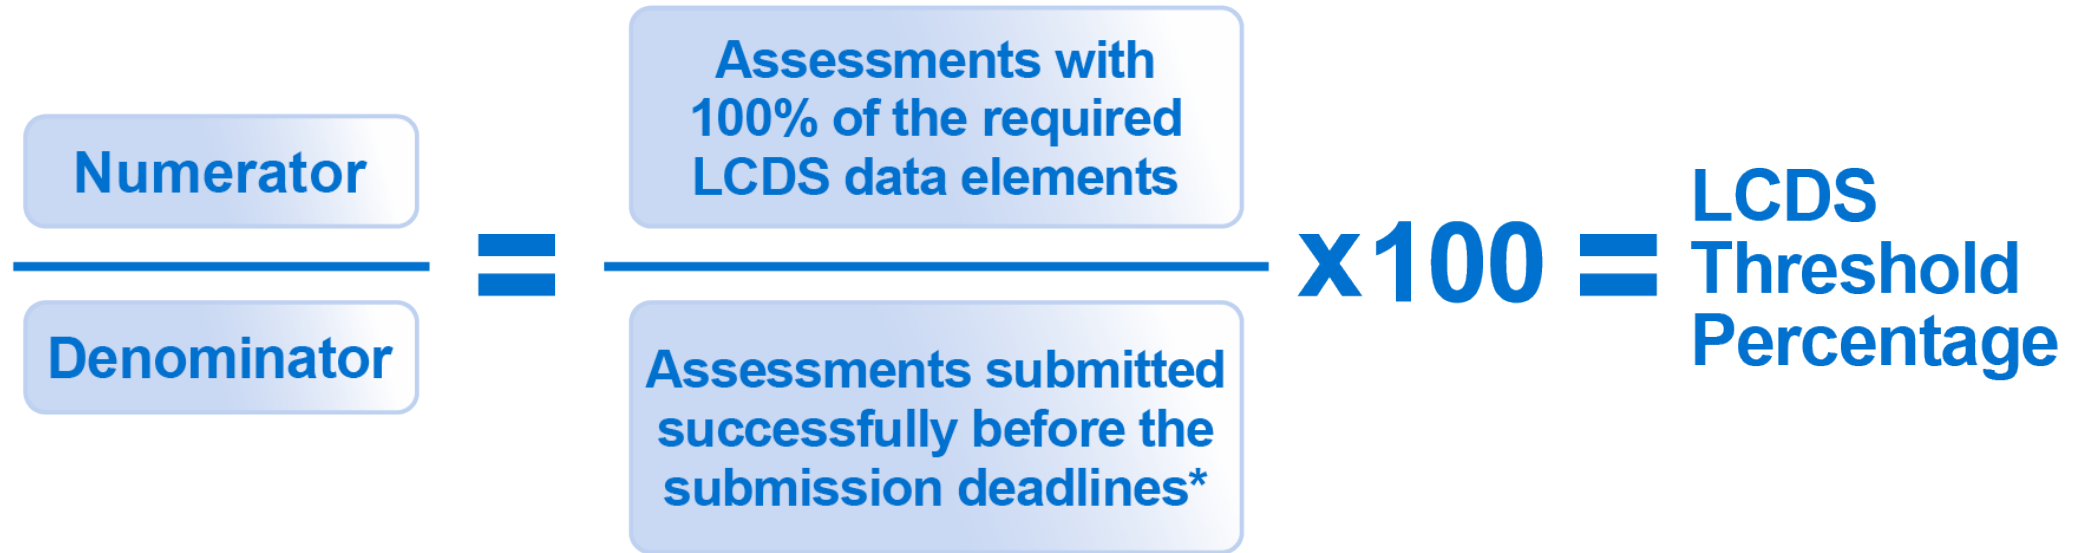 Numerator
Denominator
=
Assessments with
100% of the required
LCDS data elements
Assessments submitted
successfully before the
submission deadlines*
x100 =
LCDS
Threshold
Percentage